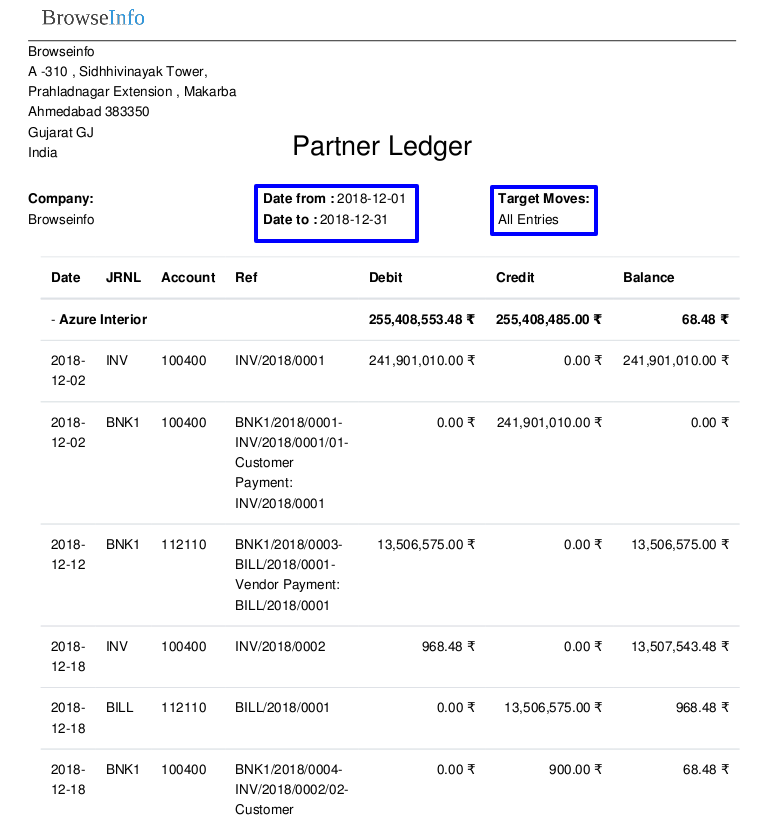 BrowseInfo
Browseinfo
A -310 , Sidhhivinayak Tower,
Prahladnagar Extension , Makarba
Ahmedabad 383350
Gujarat GJ
India
Partner Ledger
Company:
Browseinfo
Date from : 2018-12-01
Date to : 2018-12-31
Target Moves:
All Entries
Date JRNL Account Ref Debit Credit Balance
- Azure Interior 255,408,553.48 ₹ 255,408,485.00 ₹ 68.48 ₹
2018- INV 100400 INV/2018/0001 241,901,010.00 ₹ 0.00 ₹ 241,901,010.00 ₹
12-02
2018- BNK1 100400 BNK1/2018/0001- 0.00 ₹ 241,901,010.00 ₹ 0.00 ₹
12-02 INV/2018/0001/01-
Customer
Payment:
INV/2018/0001
2018- BNK1 112110 BNK1/2018/0003- 13,506,575.00 ₹ 0.00 ₹ 13,506,575.00 ₹
12-12 BILL/2018/0001-
Vendor Payment:
BILL/2018/0001
2018- INV 100400 INV/2018/0002 968.48 ₹ 0.00 ₹ 13,507,543.48 ₹
12-18
2018- BILL 112110 BILL/2018/0001 0.00 ₹ 13,506,575.00 ₹ 968.48 ₹
12-18
2018- BNK1 100400 BNK1/2018/0004- 0.00 ₹ 900.00 ₹ 68.48 ₹
12-18 INV/2018/0002/02-
Customer